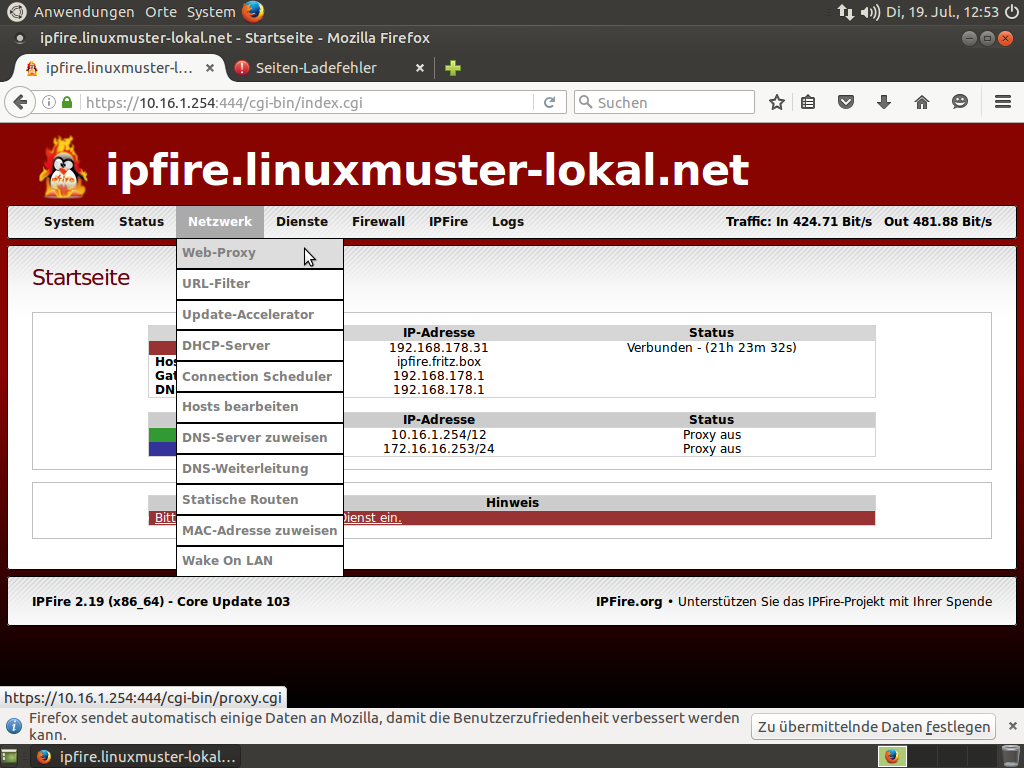 Anwendungen Orte System
Di, 19. Jul., 12:53
ipfire.linuxmuster-lokal.net - Startseite - Mozilla Firefox
ipfire.linuxmuster-l... Seiten-Ladefehler
https://10.16.1.254:444/cgi-bin/index.cgi
Suchen
ipfire.linuxmuster-lokal.net
System Status Netzwerk Dienste Firewall IPFire Logs
Traffic: In 424.71 Bit/s Out 481.88 Bit/s
Web-Proxy
URL-Filter
Update-Accelerator
DHCP-Server
Connection Scheduler
Hosts bearbeiten
DNS-Server zuweisen
DNS-Weiterleitung
Statische Routen
MAC-Adresse zuweisen
Wake On LAN
Startseite
IP-Adresse Status
192.168.178.31 Verbunden - (21h 23m 32s)
Hos ipfire.fritz.box
Gat 192.168.178.1
DN 192.168.178.1
IP-Adresse Status
10.16.1.254/12 Proxy aus
172.16.16.253/24 Proxy aus
Hinweis
Bitt Dienst ein.
IPFire 2.19 (x86_64) - Core Update 103
IPFire.org • Unterstützen Sie das IPFire-Projekt mit Ihrer Spende
https://10.16.1.254:444/cgi-bin/proxy.cgi
Firefox sendet automatisch einige Daten an Mozilla, damit die Benutzerzufriedenheit verbessert werden
kann.
Zu übermittelnde Daten festlegen
ipfire.linuxmuster-lokal...